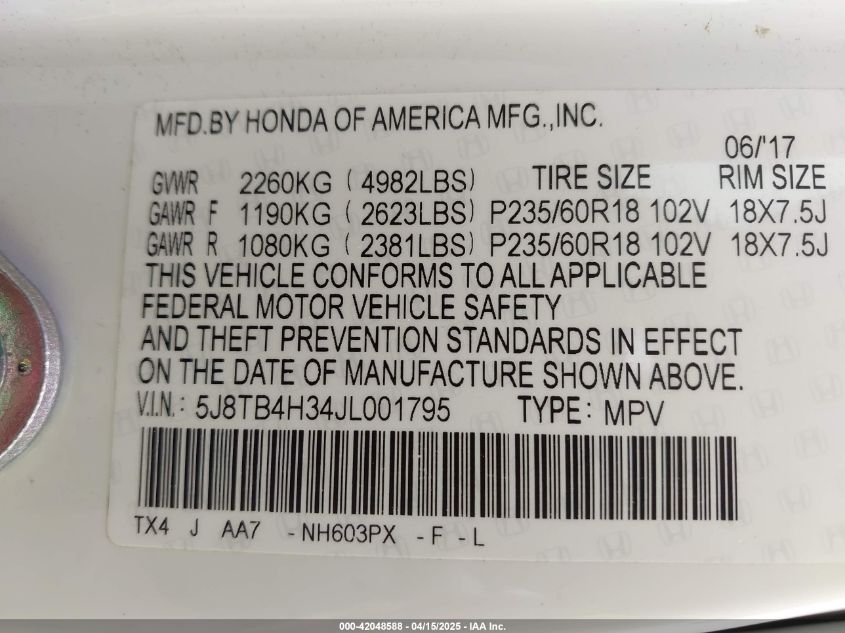 MFD.BY HONDA OF AMERICA MFG.,INC.
06/'17
GVWR 2260KG ( 4982LBS) TIRE SIZE RIM SIZE
GAWR F 1190KG ( 2623LBS) P235/60R18 102V 18X7.5J
GAWR R 1080KG ( 2381LBS) P235/60R18 102V 18X7.5J
THIS VEHICLE CONFORMS TO ALL APPLICABLE
FEDERAL MOTOR VEHICLE SAFETY
AND THEFT PREVENTION STANDARDS IN EFFECT
ON THE DATE OF MANUFACTURE SHOWN ABOVE.
V.I.N.: 5J8TB4H34JL001795 TYPE: MPV
TX4 J AA7 -NH603PX -F -L
000-42048588 - 04/15/2025 - IAA Inc.